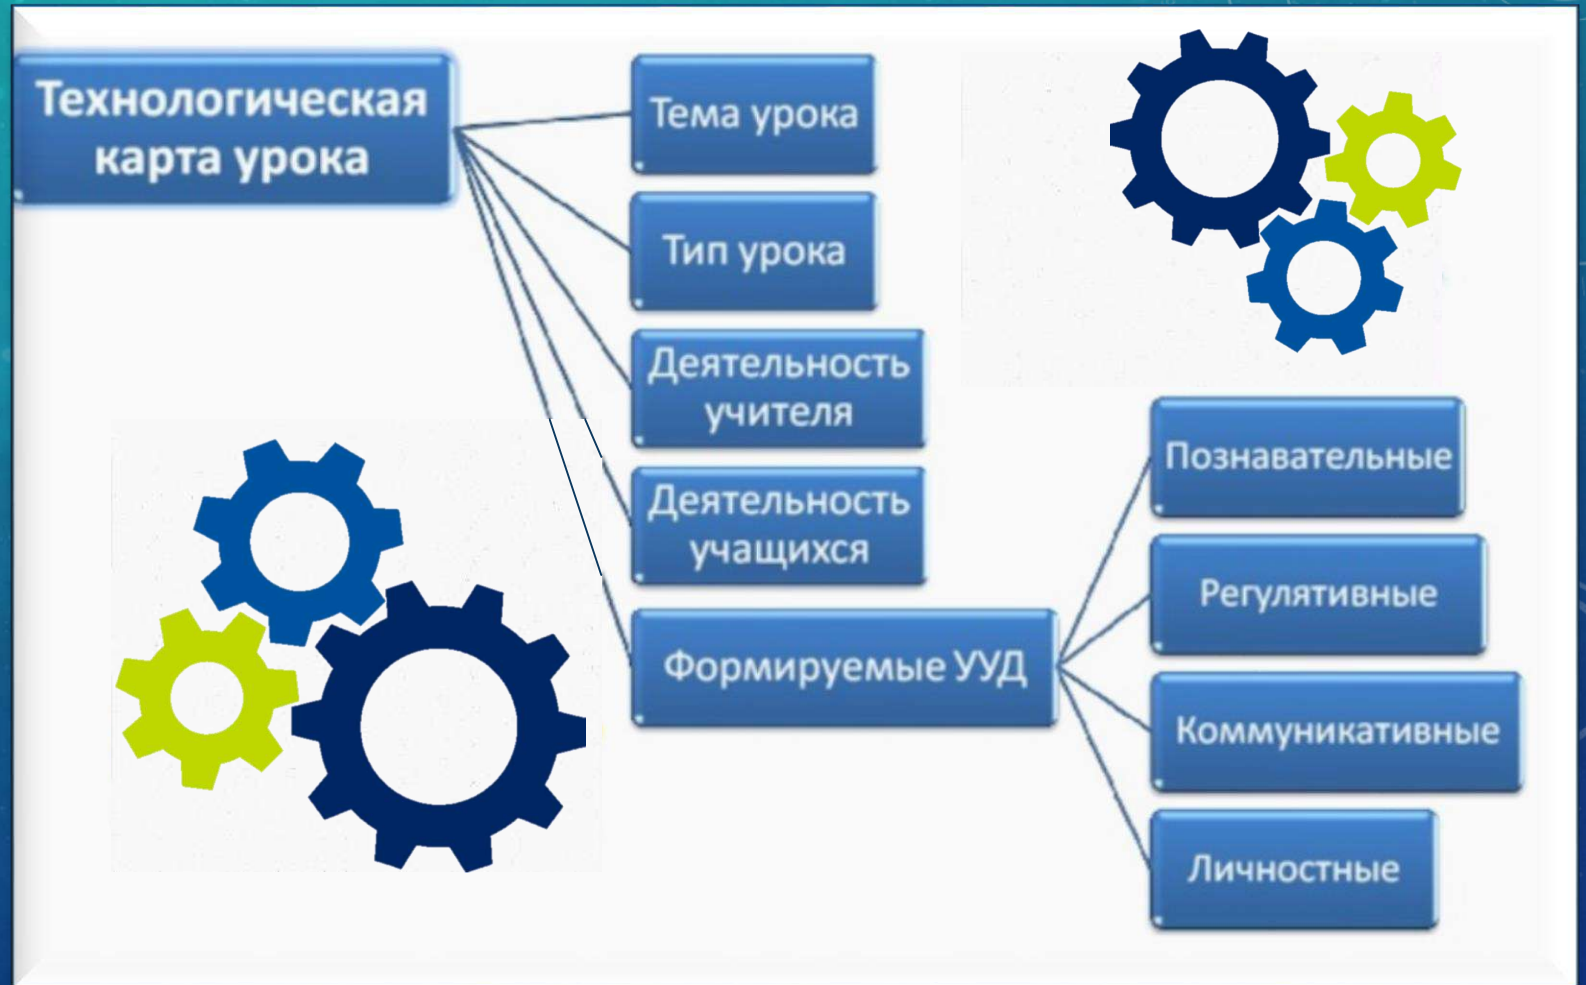 Технологическая
карта урока
Тема урока
Тип урока
Деятельность
учителя
Деятельность
учащихся
Формируемые УУД
Познавательные
Регулятивные
Коммуникативные
Личностные